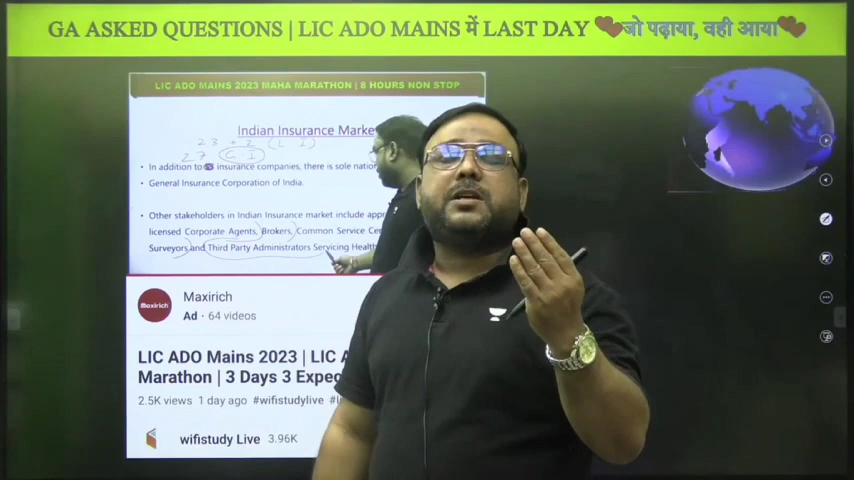 GA ASKED QUESTIONS | LIC ADO MAINS में LAST DAY ❤जो पढ़ाया, वही आया❤
LIC ADO MAINS 2023 MAHA MARATHON | 8 HOURS NON STOP
Indian Insurance Marke
23 + 2 (L I)
27 G I
• In addition to insurance companies, there is sole nation
• General Insurance Corporation of India.
• Other stakeholders in Indian Insurance market include appr
licensed Corporate Agents, Brokers, Common Service Ce
Surveyors and Third Party Administrators Servicing Health
Maxirich
Maxirich
Ad · 64 videos
LIC ADO Mains 2023 | LIC A
Marathon | 3 Days 3 Expec
2.5K views 1 day ago #wifistudylive
wifistudy Live 3.96K